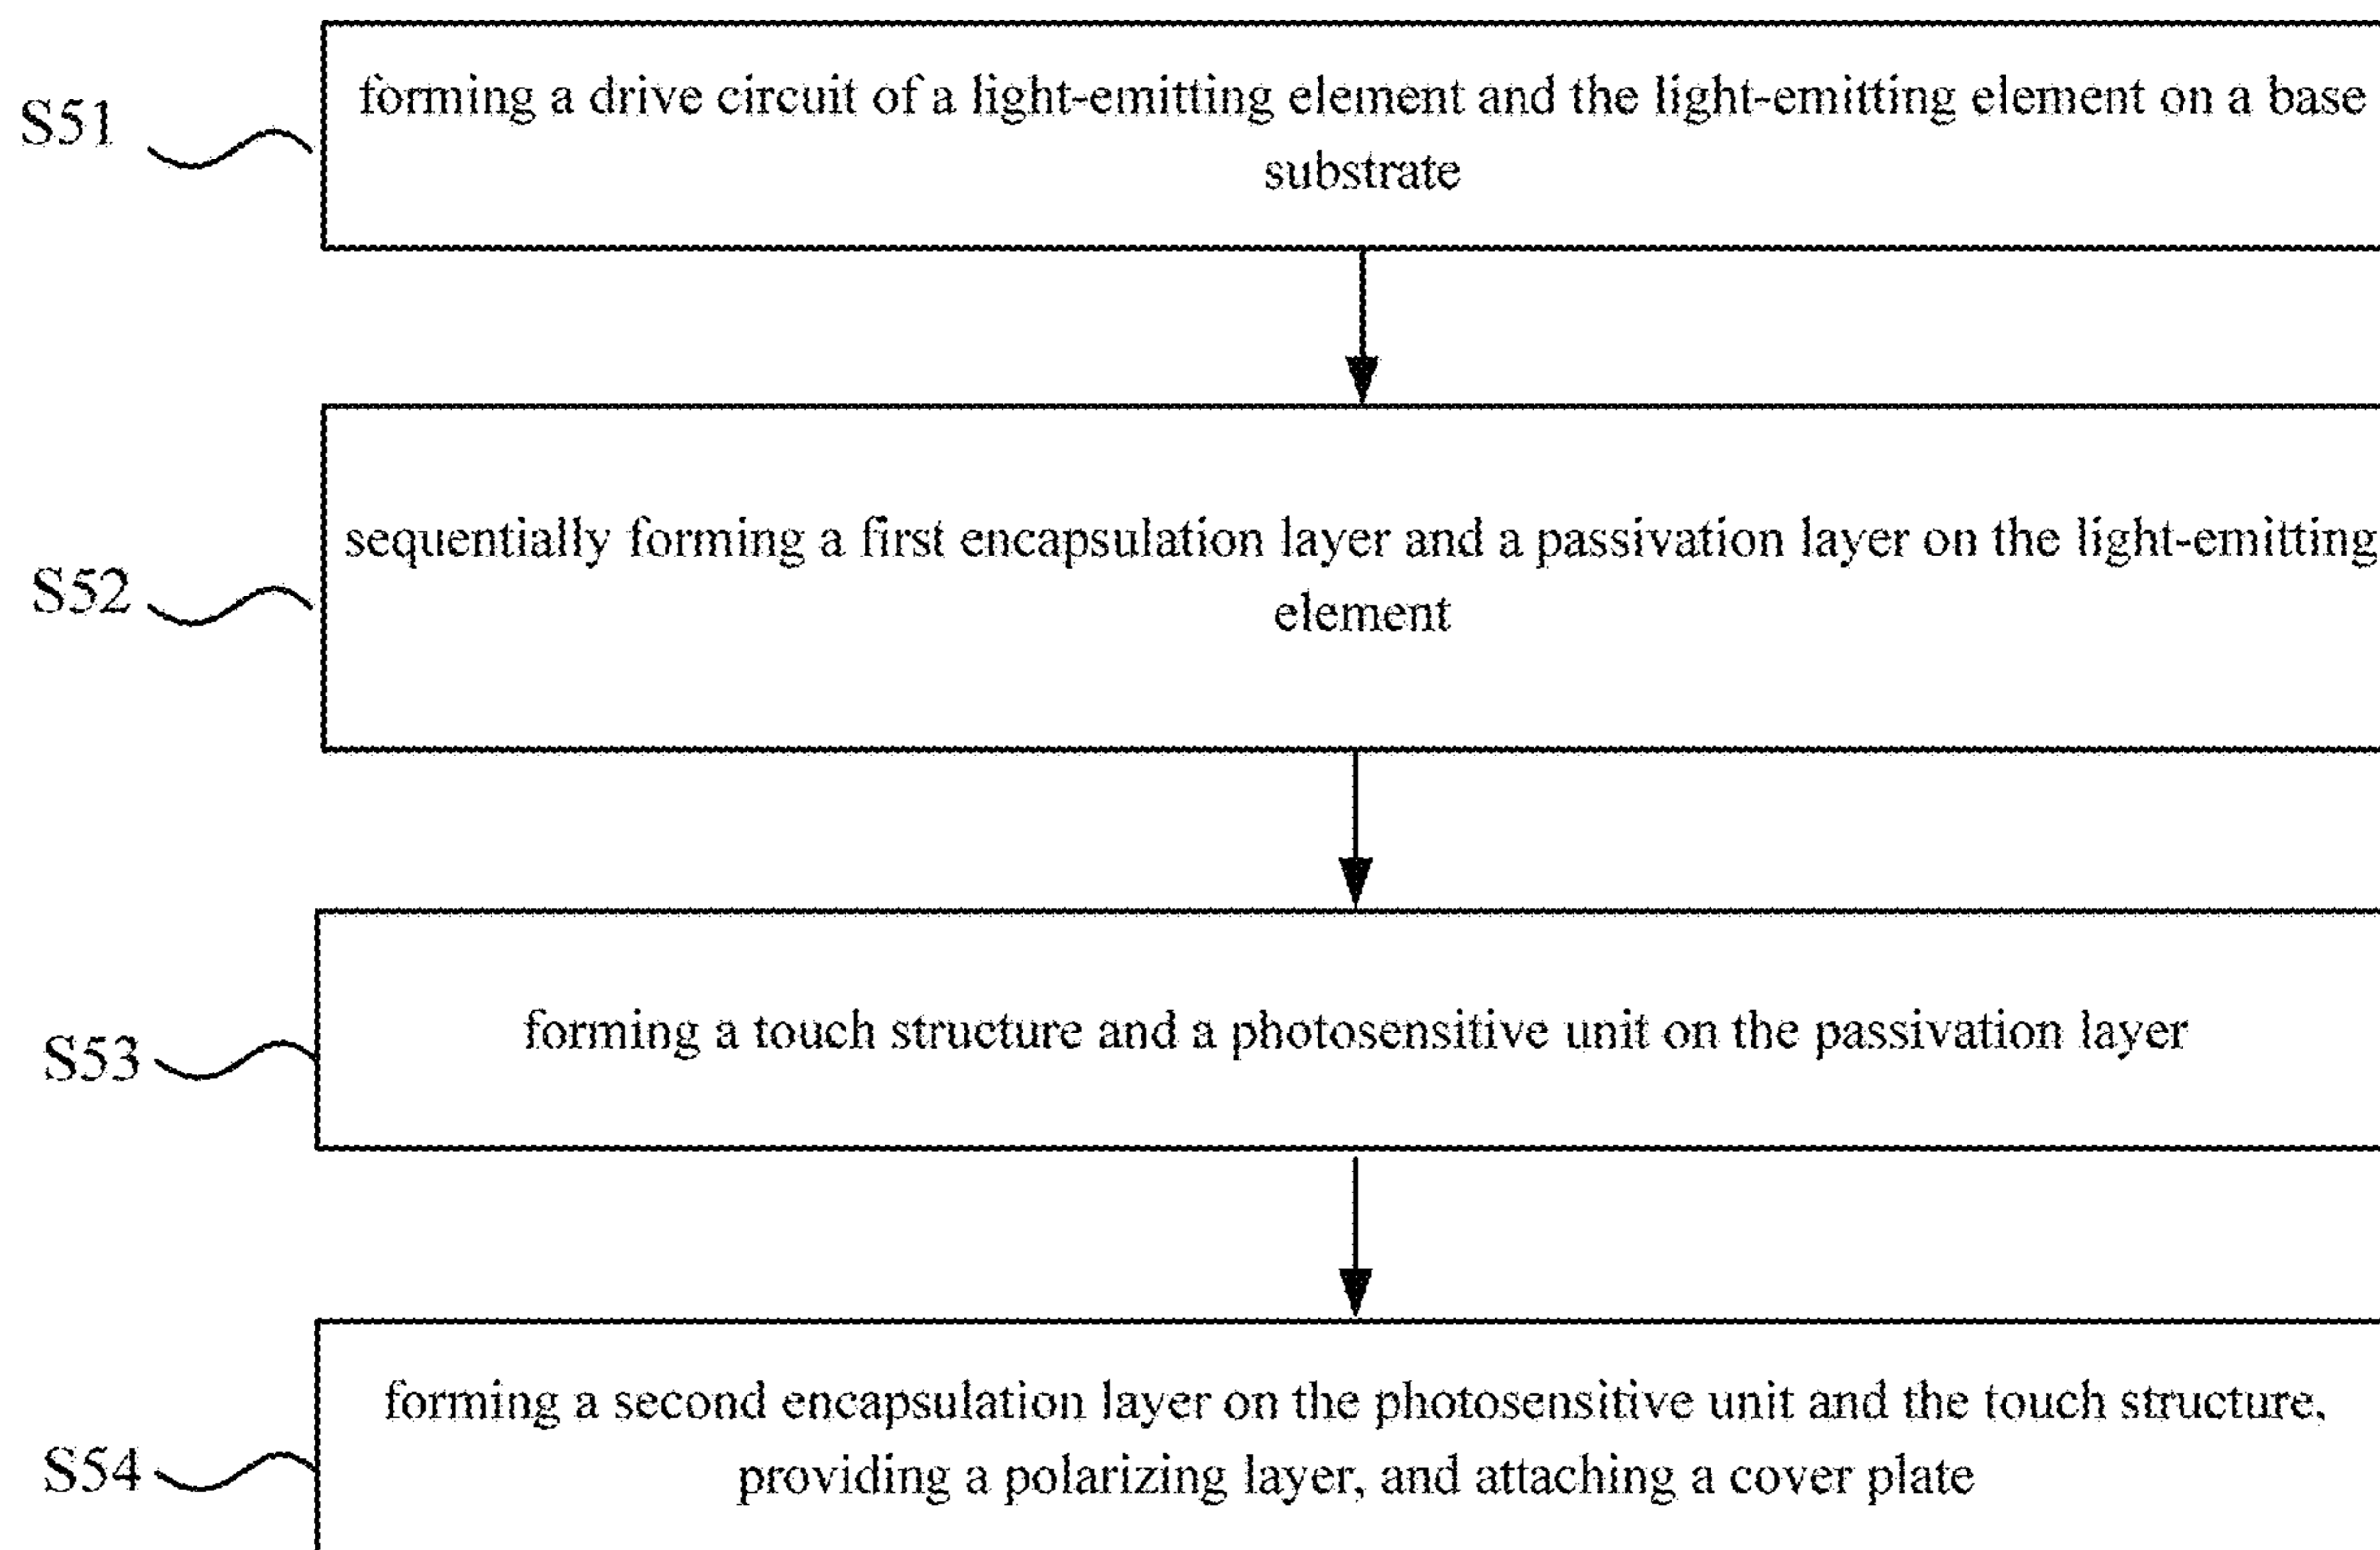 S51
forming a drive circuit of a light-emitting element and the light-emitting element on a base
substrate
S52
sequentially forming a first encapsulation layer and a passivation layer on the light-emitting
element
S53
forming a touch structure and a photosensitive unit on the passivation layer
S54
forming a second encapsulation layer on the photosensitive unit and the touch structure,
providing a polarizing layer, and attaching a cover plate